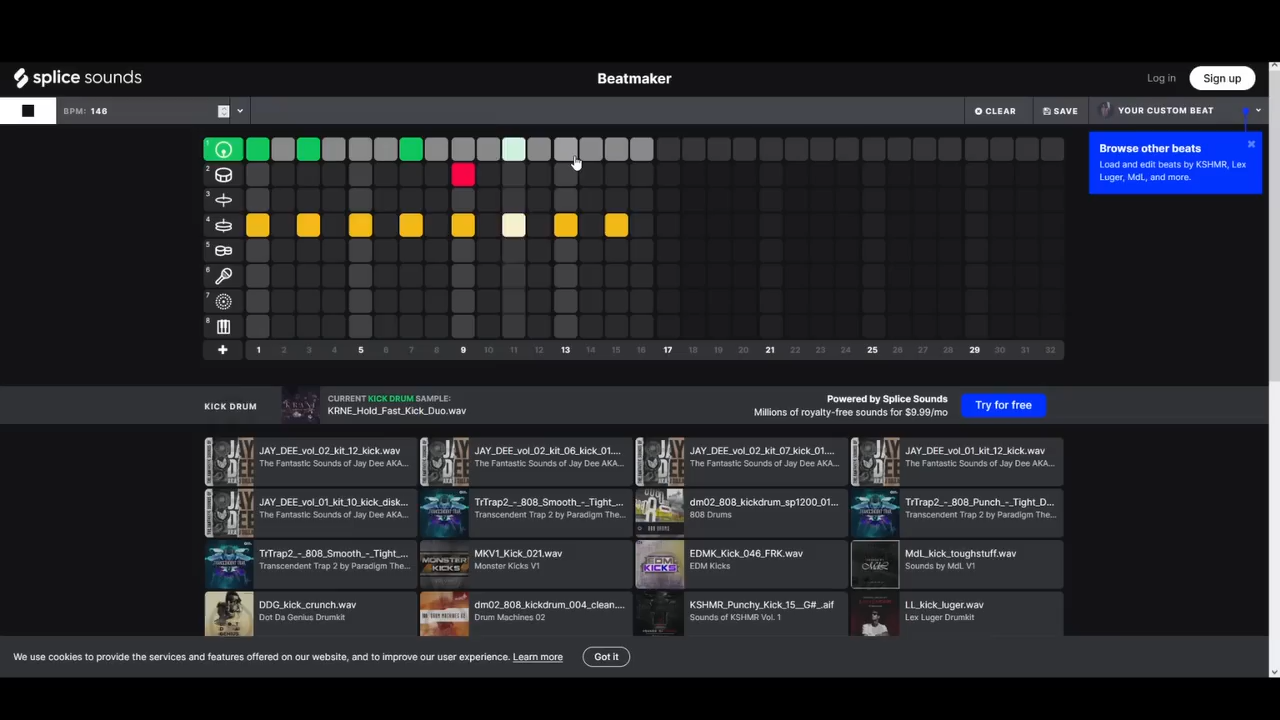 splice sounds
Beatmaker
Log in
Sign up
BPM: 146
CLEAR
SAVE
YOUR CUSTOM BEAT
Browse other beats
Load and edit beats by KSHMR, Lex
Luger, MdL, and more.
1
2
3
4
5
6
7
8
1 2 3 4 5 6 7 8 9 10 11 12 13 14 15 16 17 18 19 20 21 22 23 24 25 26 27 28 29 30 31 32
KICK DRUM
CURRENT KICK DRUM SAMPLE:
KRNE_Hold_Fast_Kick_Duo.wav
Powered by Splice Sounds
Millions of royalty-free sounds for $9.99/mo
Try for free
JAY_DEE_vol_02_kit_12_kick.wav
The Fantastic Sounds of Jay Dee AKA...
JAY_DEE_vol_02_kit_06_kick_01....
The Fantastic Sounds of Jay Dee AKA...
JAY_DEE_vol_02_kit_07_kick_01....
The Fantastic Sounds of Jay Dee AKA...
JAY_DEE_vol_01_kit_12_kick.wav
The Fantastic Sounds of Jay Dee AKA...
JAY_DEE_vol_01_kit_10_kick_disk...
The Fantastic Sounds of Jay Dee AKA...
TrTrap2_-_808_Smooth_-_Tight_...
Transcendent Trap 2 by Paradigm The...
dm02_808_kickdrum_sp1200_01...
808 Drums
TrTrap2_-_808_Punch_-_Tight_D...
Transcendent Trap 2 by Paradigm The...
TrTrap2_-_808_Smooth_-_Tight_...
Transcendent Trap 2 by Paradigm The...
MKV1_Kick_021.wav
Monster Kicks V1
EDMK_Kick_046_FRK.wav
EDM Kicks
MdL_kick_toughstuff.wav
Sounds by MdL V1
DDG_kick_crunch.wav
Dot Da Genius Drumkit
dm02_808_kickdrum_004_clean....
Drum Machines 02
KSHMR_Punchy_Kick_15__G#_.aif
Sounds of KSHMR Vol. 1
LL_kick_luger.wav
Lex Luger Drumkit
We use cookies to provide the services and features offered on our website, and to improve our user experience. Learn more
Got it